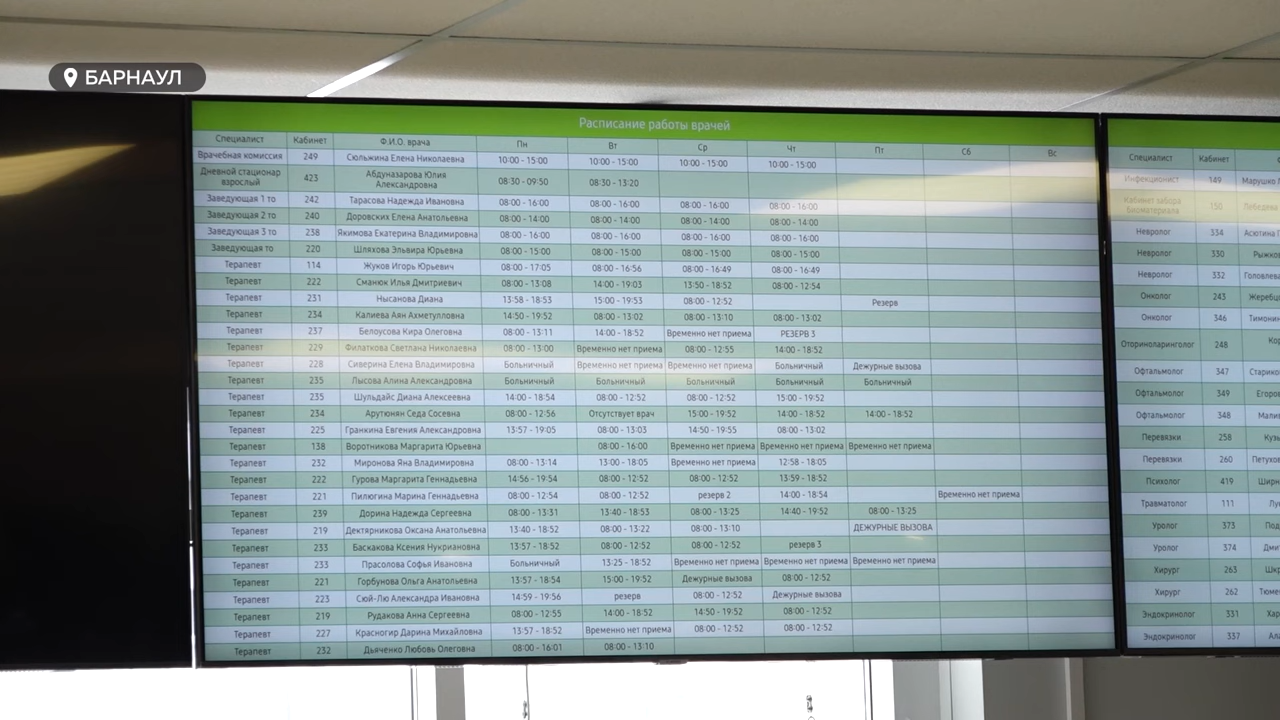 БАРНАУЛ
Расписание работы врачей
Специалист Кабинет Ф.И.О. врача Пн Вт Ср Чт Пт Сб Вс
Врачебная комиссия 249 Сюльжина Елена Николаевна 10:00 - 15:00 10:00 - 15:00 10:00 - 15:00 10:00 - 15:00
Дневной стационар взрослый 423 Абдуназарова Юлия Александровна 08:30 - 09:50 08:30 - 13:20
Заведующая 1 то 242 Тарасова Надежда Ивановна 08:00 - 16:00 08:00 - 16:00 08:00 - 16:00 08:00 - 16:00
Заведующая 2 то 240 Доровских Елена Анатольевна 08:00 - 14:00 08:00 - 14:00 08:00 - 14:00 08:00 - 14:00
Заведующая 3 то 238 Якимова Екатерина Владимировна 08:00 - 16:00 08:00 - 16:00 08:00 - 16:00 08:00 - 16:00
Заведующая то 220 Шляхова Эльвира Юрьевна 08:00 - 15:00 08:00 - 15:00 08:00 - 15:00 08:00 - 15:00
Терапевт 114 Жуков Игорь Юрьевич 08:00 - 17:05 08:00 - 16:56 08:00 - 16:49 08:00 - 16:49
Терапевт 222 Сманюк Илья Дмитриевич 08:00 - 13:08 14:00 - 19:03 13:50 - 18:52 08:00 - 12:54
Терапевт 231 Нысанова Диана 13:58 - 18:53 15:00 - 19:53 08:00 - 12:52 Резерв
Терапевт 234 Калиева Аян Ахметулловна 14:50 - 19:52 08:00 - 13:02 08:00 - 13:10 08:00 - 13:02
Терапевт 237 Белоусова Кира Олеговна 08:00 - 13:11 14:00 - 18:52 Временно нет приема РЕЗЕРВ 3
Терапевт 229 Филаткова Светлана Николаевна 08:00 - 13:00 Временно нет приема 08:00 - 12:55 14:00 - 18:52
Терапевт 228 Сиверина Елена Владимировна Больничный Временно нет приема Временно нет приема Больничный Дежурные вызова
Терапевт 235 Лысова Алина Александровна Больничный Больничный Больничный Больничный Больничный
Терапевт 235 Шульдайс Диана Алексеевна 14:00 - 18:54 08:00 - 12:52 08:00 - 12:52 15:00 - 19:52
Терапевт 234 Арутюнян Седа Сосевна 08:00 - 12:56 Отсутствует врач 15:00 - 19:52 14:00 - 18:52 14:00 - 18:52
Терапевт 225 Гранкина Евгения Александровна 13:57 - 19:05 08:00 - 13:03 14:50 - 19:55 08:00 - 13:02
Терапевт 138 Воротникова Маргарита Юрьевна 08:00 - 16:00 Временно нет приема Временно нет приема Временно нет приема
Терапевт 232 Миронова Яна Владимировна 08:00 - 13:14 13:00 - 18:05 Временно нет приема 12:58 - 18:05
Терапевт 222 Гурова Маргарита Геннадьевна 14:56 - 19:54 08:00 - 12:52 08:00 - 12:52 13:59 - 18:52
Терапевт 221 Пилюгина Марина Геннадьевна 08:00 - 12:54 08:00 - 12:52 резерв 2 14:00 - 18:54 Временно нет приема
Терапевт 239 Дорина Надежда Сергеевна 08:00 - 13:31 13:40 - 18:53 08:00 - 13:25 14:40 - 19:52 08:00 - 13:25
Терапевт 219 Дектярникова Оксана Анатольевна 13:40 - 18:52 08:00 - 13:22 08:00 - 13:10 ДЕЖУРНЫЕ ВЫЗОВА
Терапевт 233 Баскакова Ксения Нукриановна 13:57 - 18:52 08:00 - 12:52 08:00 - 12:52 резерв 3
Терапевт 233 Прасолова Софья Ивановна Больничный 13:25 - 18:52 Временно нет приема Временно нет приема Временно нет приема
Терапевт 221 Горбунова Ольга Анатольевна 13:57 - 18:54 15:00 - 19:52 Дежурные вызова 08:00 - 12:52
Терапевт 223 Сюй-Лю Александра Ивановна 14:59 - 19:56 резерв 08:00 - 12:52 Дежурные вызова
Терапевт 219 Рудакова Анна Сергеевна 08:00 - 12:55 14:00 - 18:52 14:50 - 19:52 08:00 - 12:52
Терапевт 227 Красногир Дарина Михайловна 13:57 - 18:52 Временно нет приема 08:00 - 12:52 08:00 - 12:52
Терапевт 232 Дьяченко Любовь Олеговна 08:00 - 16:01 08:00 - 13:10
Специалист Кабинет
Инфекционист 149 Марушко
Кабинет забора биоматериала 150 Лебедева
Невролог 334 Асютина
Невролог 330 Рыжко
Невролог 332 Головлева
Онколог 243 Жеребц
Онколог 346 Тимонин
Оториноларинголог 248 Кор
Офтальмолог 347 Старико
Офтальмолог 349 Егоро
Офтальмолог 348 Мали
Перевязки 258 Кузь
Перевязки 260 Петухо
Психолог 419 Ширн
Травматолог 111 Лу
Уролог 373 Под
Уролог 374 Дми
Хирург 263 Шкр
Хирург 262 Тюме
Эндокринолог 331 Хар
Эндокринолог 337 Ала